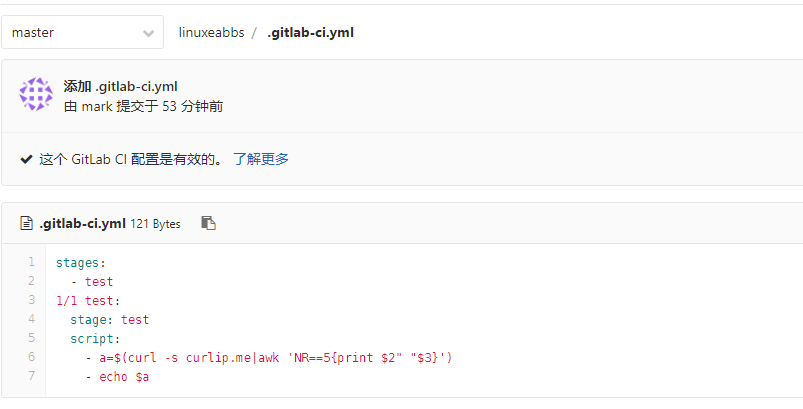 master linuxeabbs / .gitlab-ci.yml
添加 .gitlab-ci.yml
由 mark 提交于 53 分钟前
这个 GitLab CI 配置是有效的。 了解更多
.gitlab-ci.yml 121 Bytes
1 stages:
2   - test
3 1/1 test:
4   stage: test
5   script:
6     - a=$(curl -s curlip.me|awk 'NR==5{print $2" "$3}')
7     - echo $a